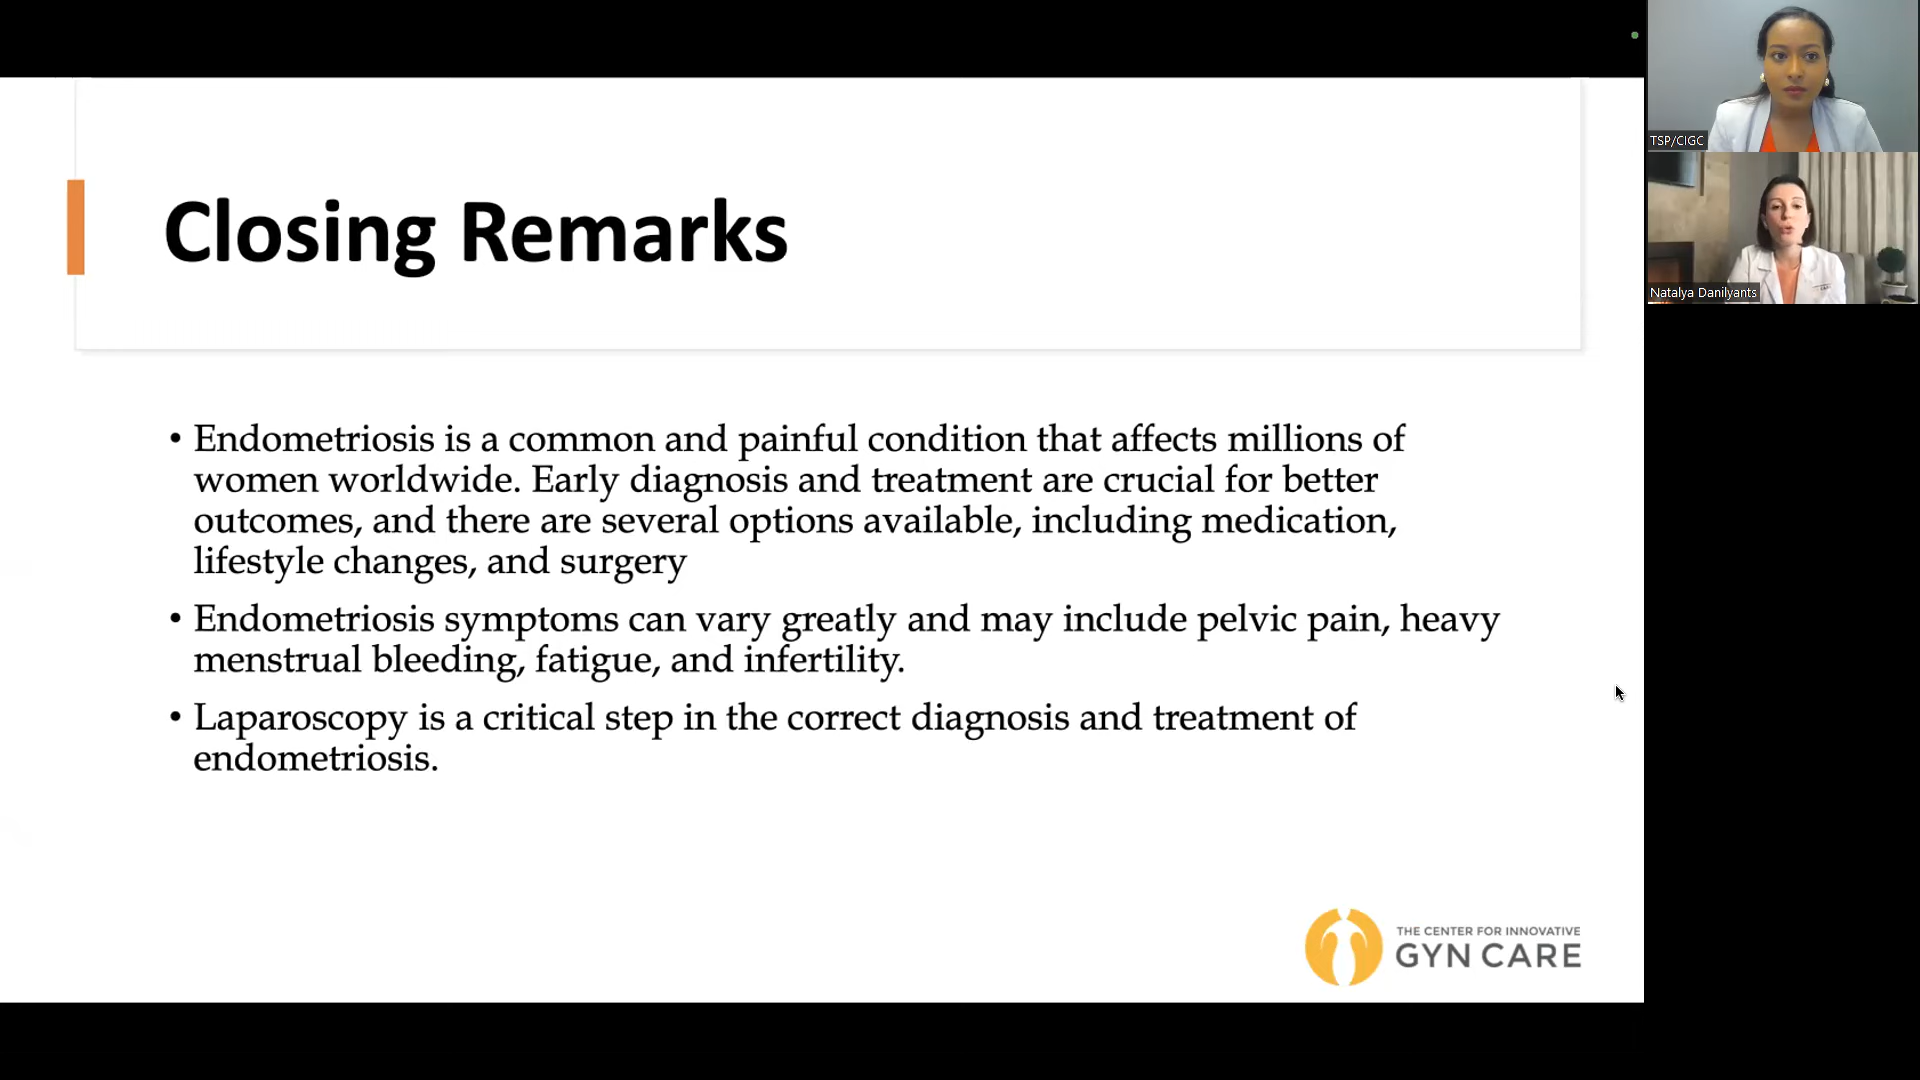 TSP/CIGC
Natalya Danilyants
Closing Remarks
• Endometriosis is a common and painful condition that affects millions of
women worldwide. Early diagnosis and treatment are crucial for better
outcomes, and there are several options available, including medication,
lifestyle changes, and surgery
• Endometriosis symptoms can vary greatly and may include pelvic pain, heavy
menstrual bleeding, fatigue, and infertility.
• Laparoscopy is a critical step in the correct diagnosis and treatment of
endometriosis.
THE CENTER FOR INNOVATIVE
GYN CARE